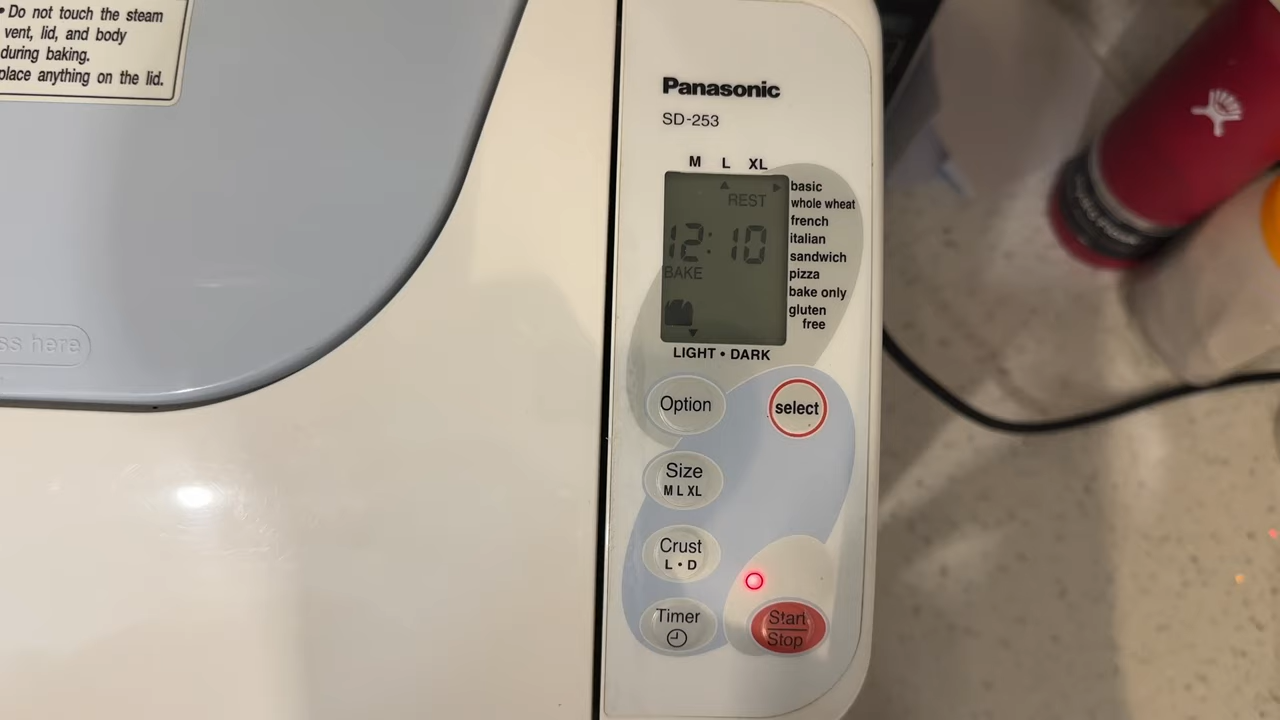 • Do not touch the steam
vent, lid, and body
during baking.
place anything on the lid.
ss here
Panasonic
SD-253
M L XL
REST
12:10
BAKE
basic
whole wheat
french
italian
sandwich
pizza
bake only
gluten
free
LIGHT • DARK
Option
select
Size
M L XL
Crust
L • D
Timer
Start
Stop